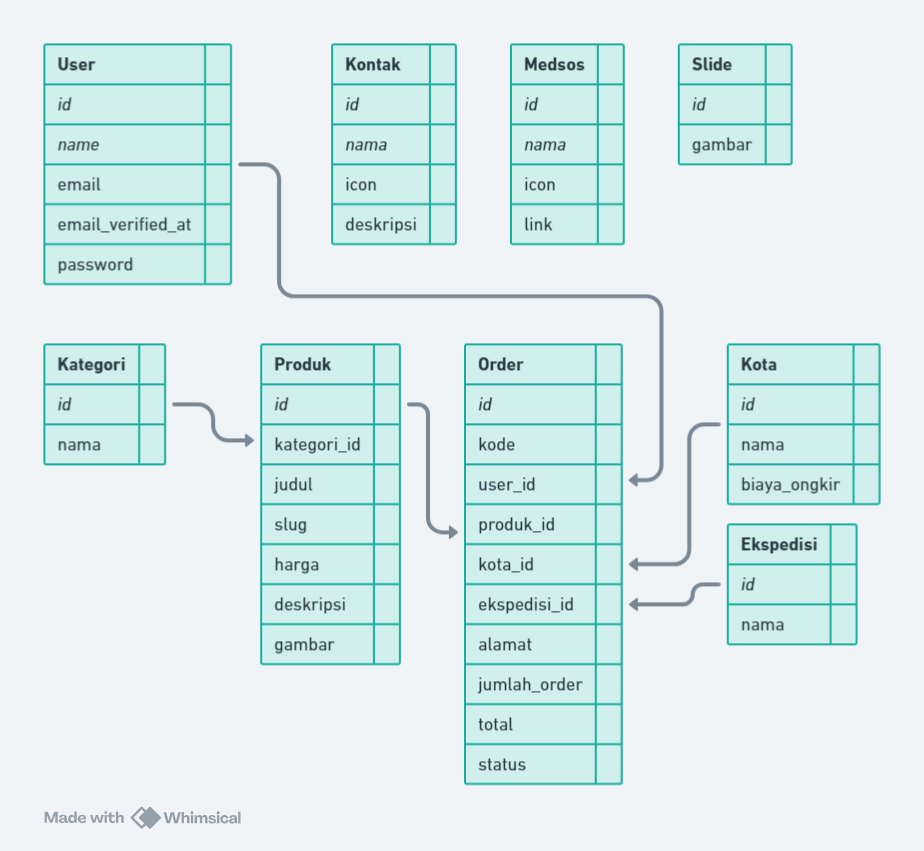 User
id
name
email
email_verified_at
password
Kontak
id
nama
icon
deskripsi
Medsos
id
nama
icon
link
Slide
id
gambar
Kategori
id
nama
Produk
id
kategori_id
judul
slug
harga
deskripsi
gambar
Order
id
kode
user_id
produk_id
kota_id
ekspedisi_id
alamat
jumlah_order
total
status
Kota
id
nama
biaya_ongkir
Ekspedisi
id
nama
Made with Whimsical